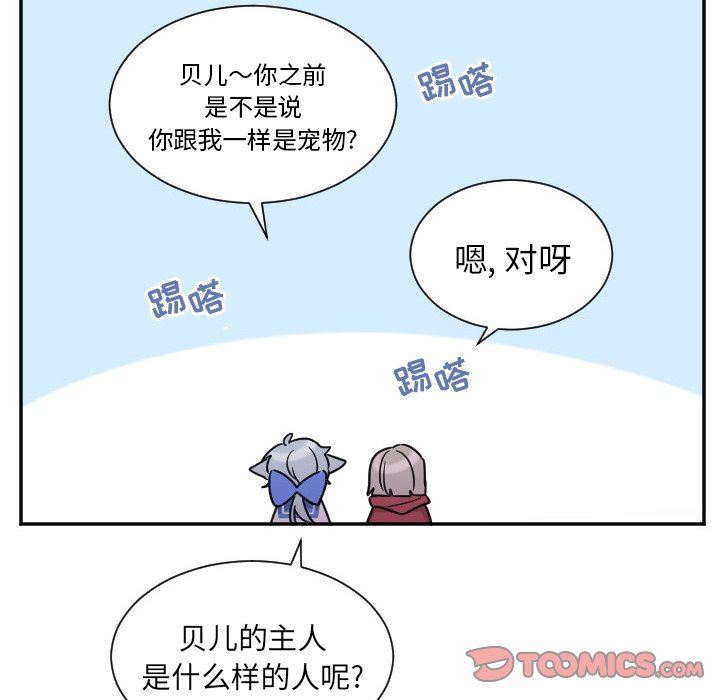 贝儿～你之前
是不是说
你跟我一样是宠物?
踢嗒
嗯, 对呀
踢嗒
踢嗒
贝儿的主人
是什么样的人呢?
TOOMICS.COM